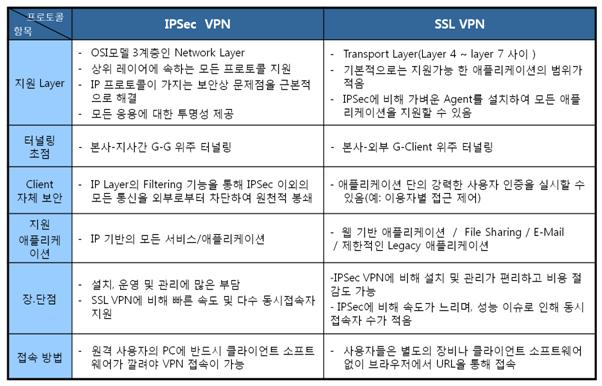 프로토콜
항목
IPSec VPN
SSL VPN
지원 Layer
- OSI모델 3계층인 Network Layer
- 상위 레이어에 속하는 모든 프로토콜 지원
- IP 프로토콜이 가지는 보안상 문제점을 근본적
으로 해결
- 모든 응용에 대한 투명성 제공
- Transport Layer(Layer 4 ~ layer 7 사이 )
- 기본적으로는 지원가능 한 애플리케이션의 범위가
적음
- IPSec에 비해 가벼운 Agent를 설치하여 모든 애플
리케이션을 지원할 수 있음
터널링
초점
- 본사-지사간 G-G 위주 터널링
- 본사-외부 G-Client 위주 터널링
Client
자체 보안
- IP Layer의 Filtering 기능을 통해 IPSec 이외의
모든 통신을 외부로부터 차단하여 원천적 봉쇄
- 애플리케이션 단의 강력한 사용자 인증을 실시할 수
있음(예: 이용자별 접근 제어)
지원
애플리케
이션
- IP 기반의 모든 서비스/애플리케이션
- 웹 기반 애플리케이션 / File Sharing / E-Mail
/ 제한적인 Legacy 애플리케이션
장.단점
- 설치, 운영 및 관리에 많은 부담
- SSL VPN에 비해 빠른 속도 및 다수 동시접속자
지원
-IPSec VPN에 비해 설치 및 관리가 편리하고 비용 절
감도 가능
- IPSec에 비해 속도가 느리며, 성능 이슈로 인해 동시
접속자 수가 적음
접속 방법
- 원격 사용자의 PC에 반드시 클라이언트 소프트
웨어가 깔려야 VPN 접속이 가능
- 사용자들은 별도의 장비나 클라이언트 소프트웨어
없이 브라우저에서 URL을 통해 접속